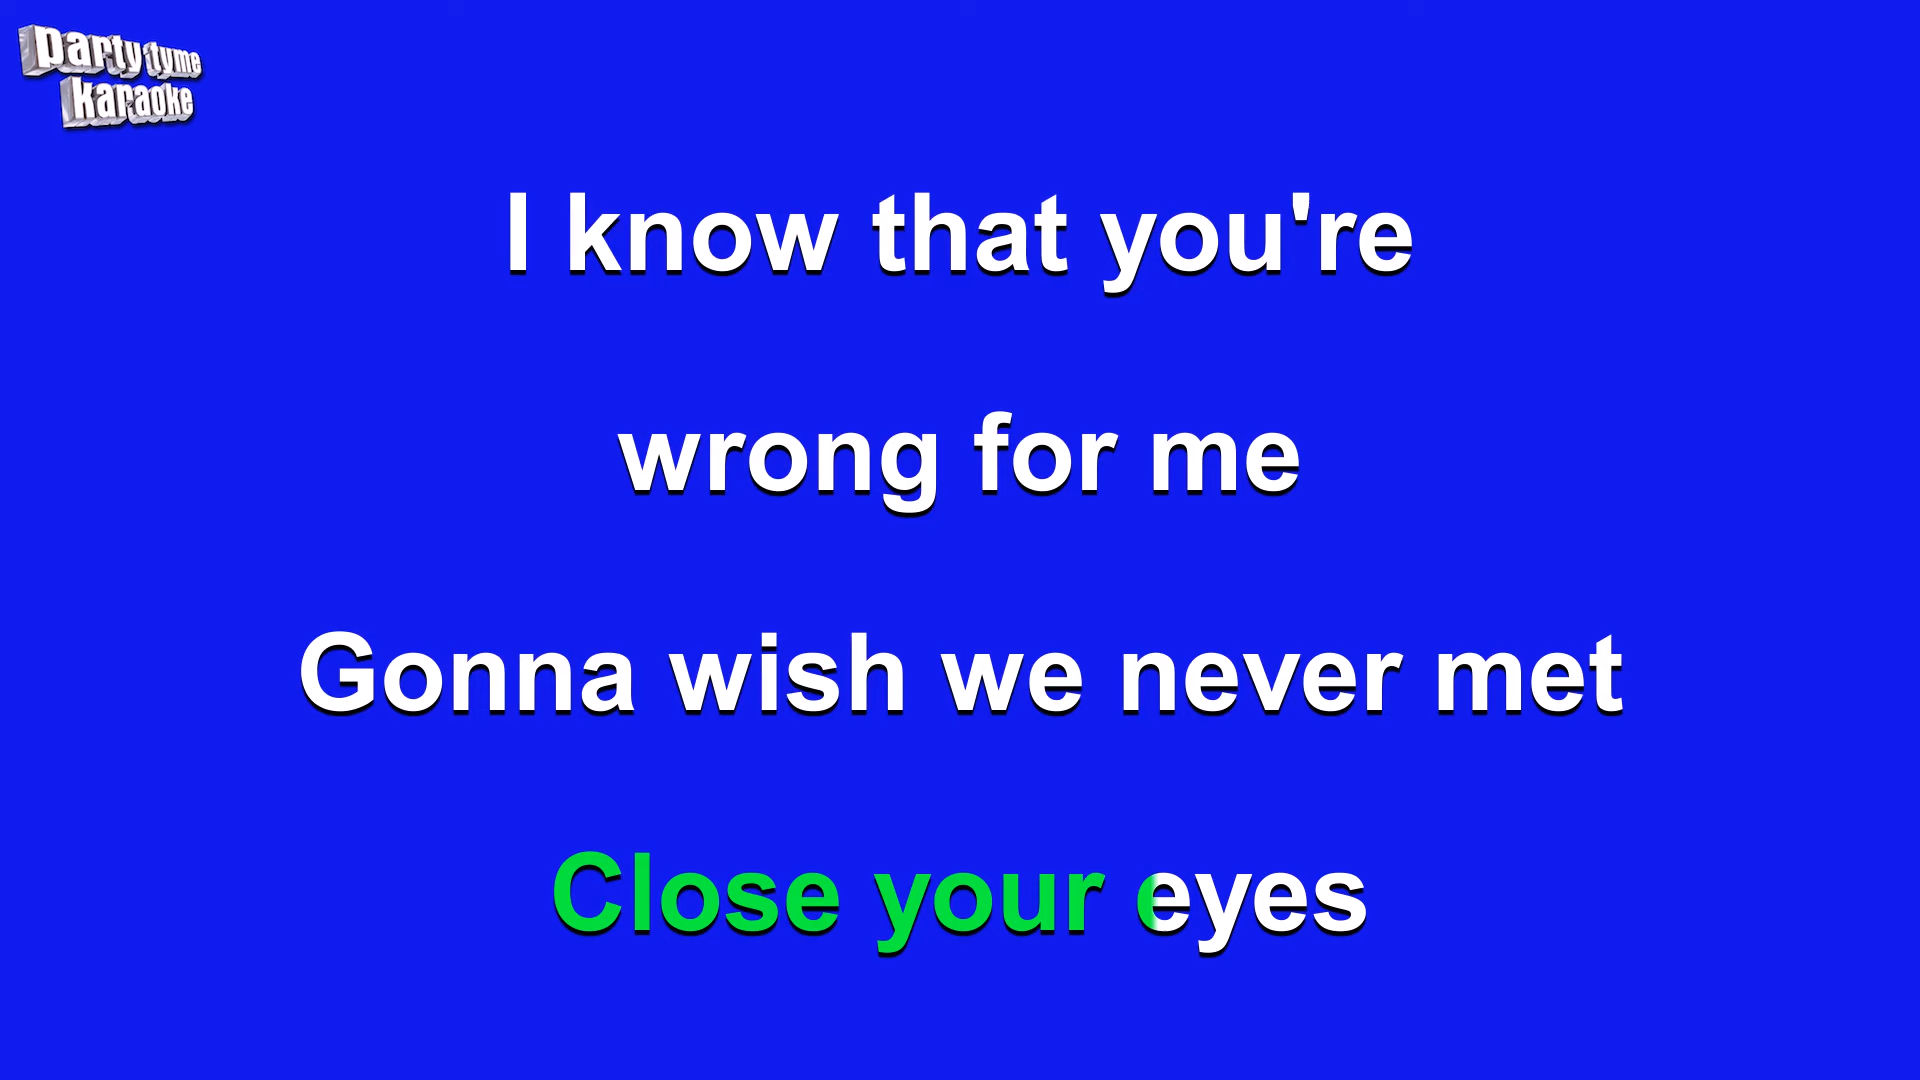 party tyme
karaoke
I know that you're
wrong for me
Gonna wish we never met
Close your eyes